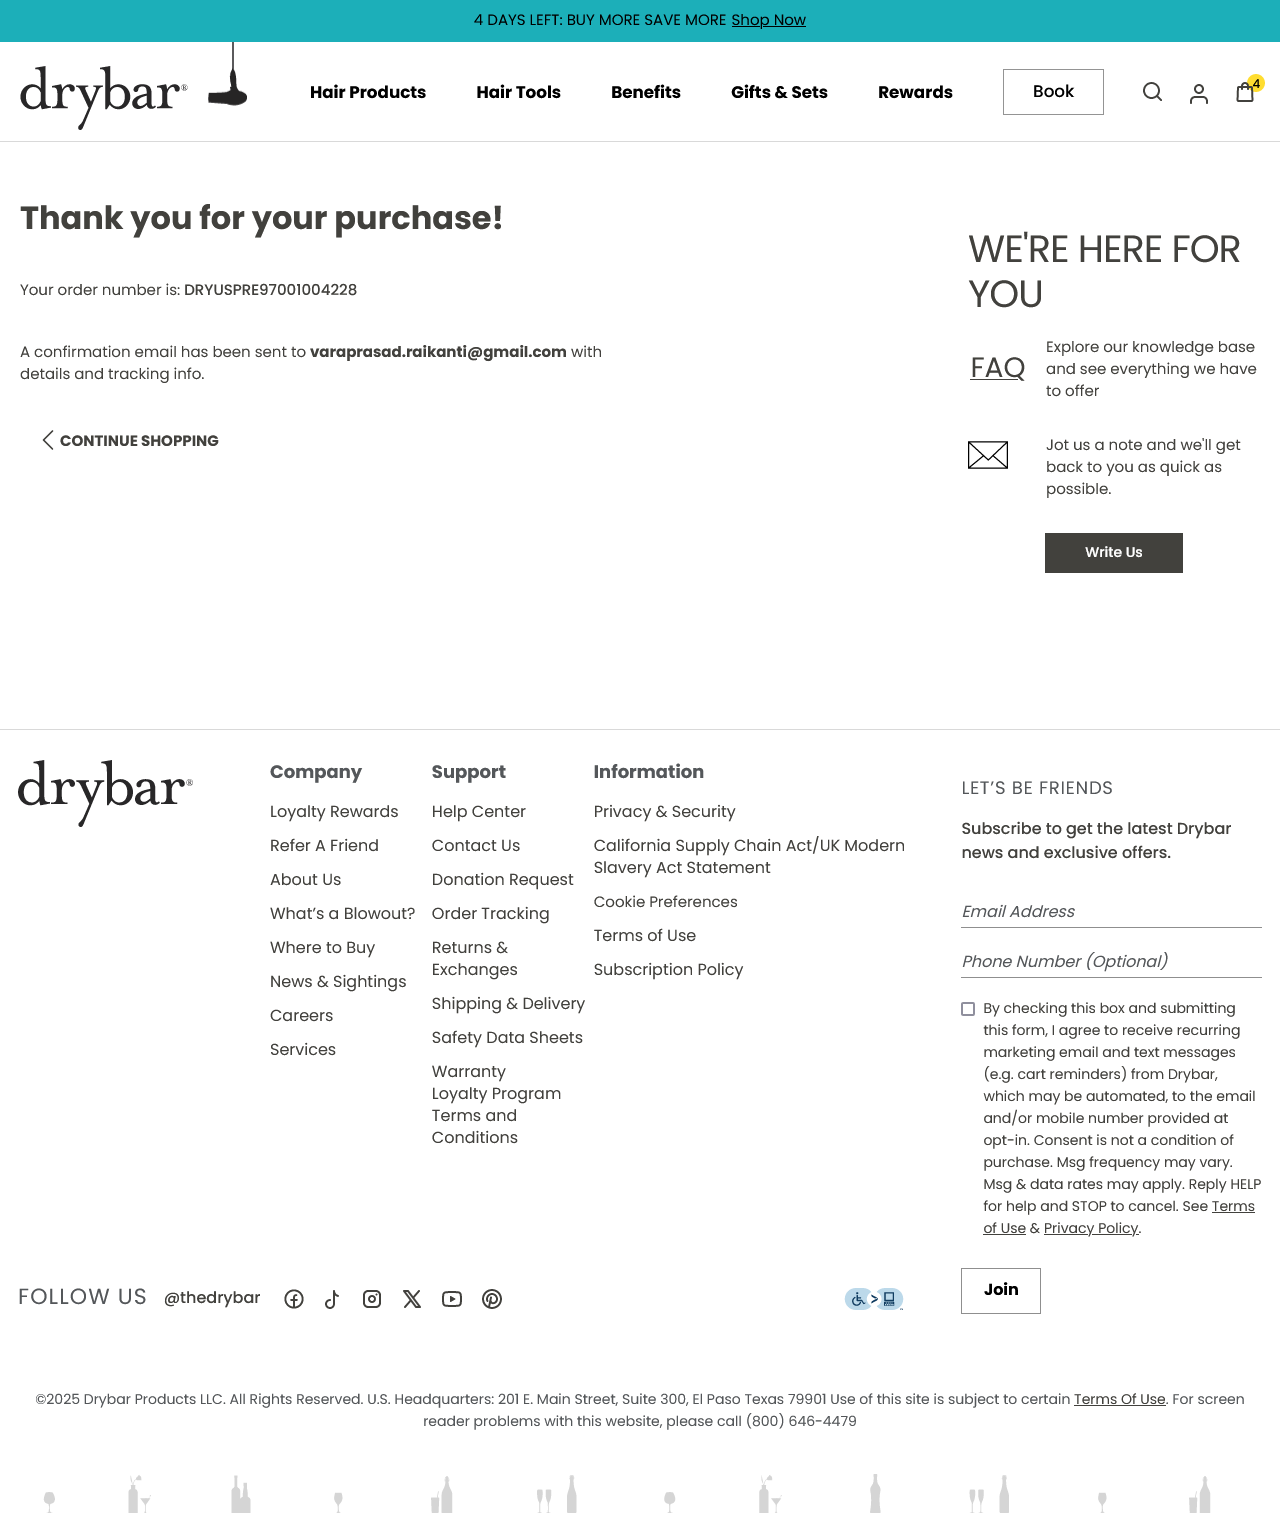 4 DAYS LEFT: BUY MORE SAVE MORE Shop Now
drybar®
Hair Products
Hair Tools
Benefits
Gifts & Sets
Rewards
Book
4
Thank you for your purchase!
Your order number is: DRYUSPRE97001004228
A confirmation email has been sent to varaprasad.raikanti@gmail.com with
details and tracking info.
CONTINUE SHOPPING
WE'RE HERE FOR
YOU
FAQ
Explore our knowledge base
and see everything we have
to offer
Jot us a note and we'll get
back to you as quick as
possible.
Write Us
drybar®
Company
Loyalty Rewards
Refer A Friend
About Us
What’s a Blowout?
Where to Buy
News & Sightings
Careers
Services
Support
Help Center
Contact Us
Donation Request
Order Tracking
Returns &
Exchanges
Shipping & Delivery
Safety Data Sheets
Warranty
Loyalty Program
Terms and
Conditions
Information
Privacy & Security
California Supply Chain Act/UK Modern
Slavery Act Statement
Cookie Preferences
Terms of Use
Subscription Policy
LET’S BE FRIENDS
Subscribe to get the latest Drybar
news and exclusive offers.
Email Address
Phone Number (Optional)
By checking this box and submitting
this form, I agree to receive recurring
marketing email and text messages
(e.g. cart reminders) from Drybar,
which may be automated, to the email
and/or mobile number provided at
opt-in. Consent is not a condition of
purchase. Msg frequency may vary.
Msg & data rates may apply. Reply HELP
for help and STOP to cancel. See Terms
of Use & Privacy Policy.
Join
FOLLOW US @thedrybar
©2025 Drybar Products LLC. All Rights Reserved. U.S. Headquarters: 201 E. Main Street, Suite 300, El Paso Texas 79901 Use of this site is subject to certain Terms Of Use. For screen
reader problems with this website, please call (800) 646-4479